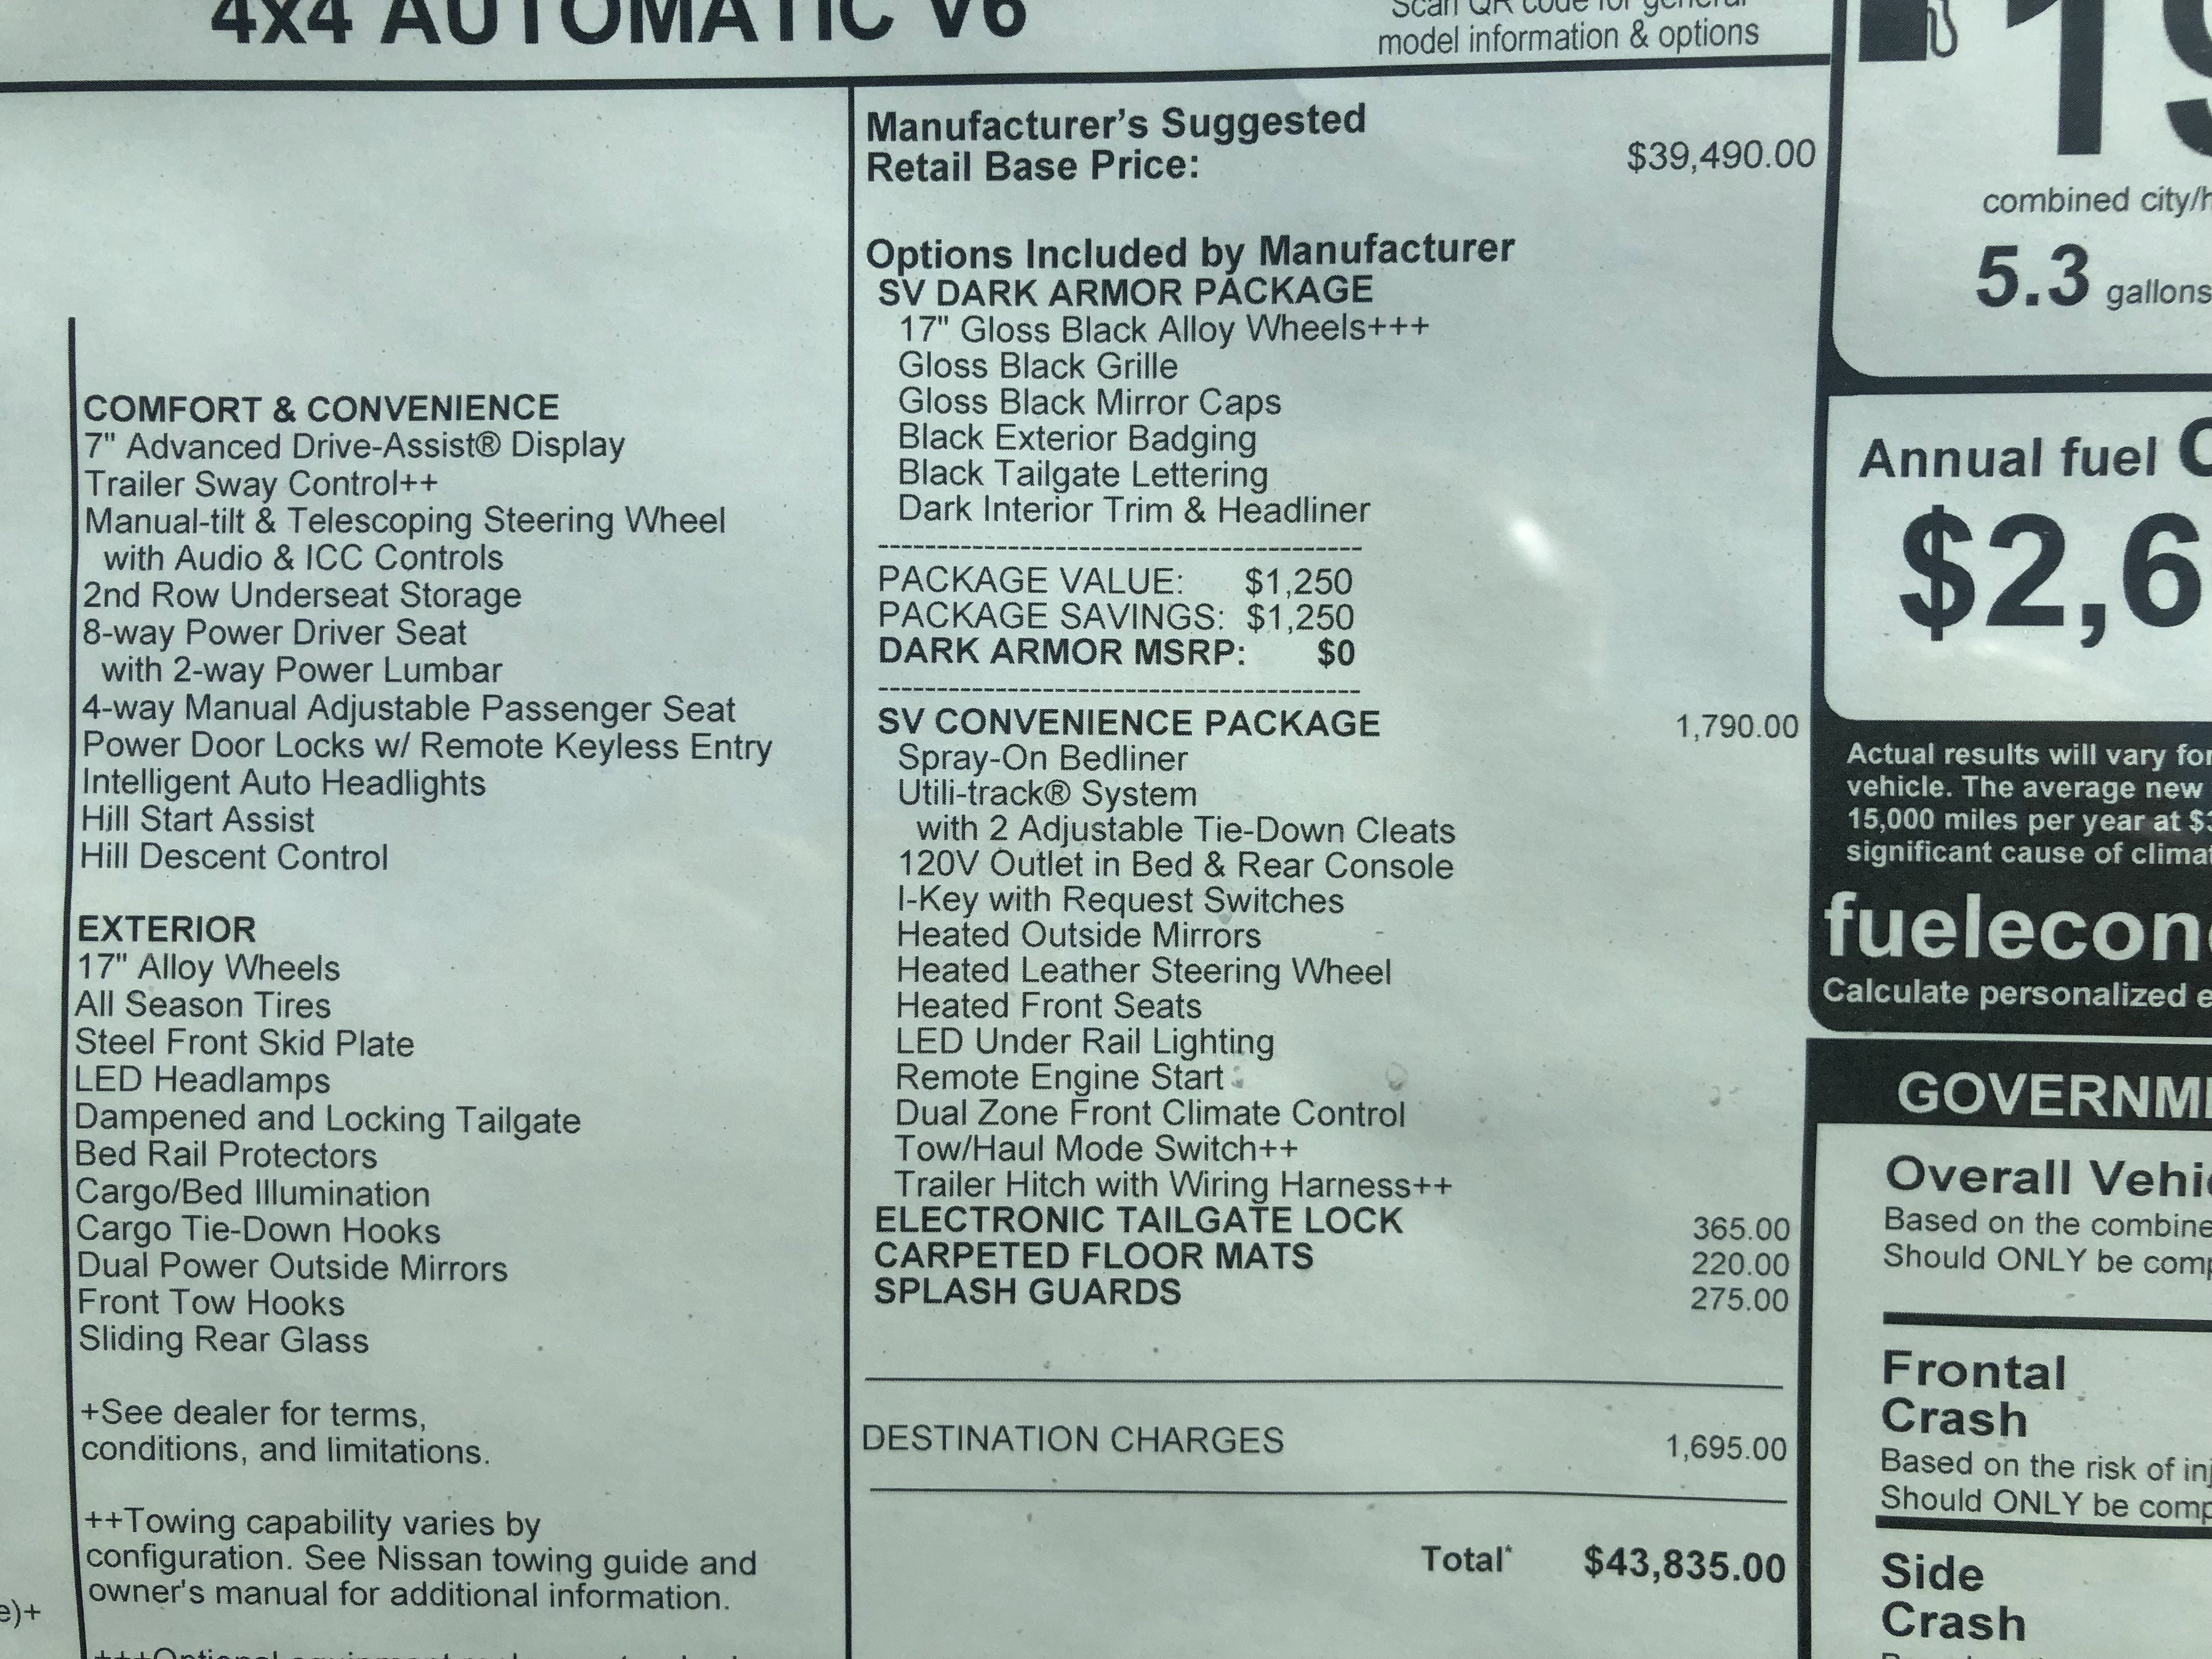 4x4 AUTOMATIC V6
Scan QR code for general
model information & options
COMFORT & CONVENIENCE
7" Advanced Drive-Assist® Display
Trailer Sway Control++
Manual-tilt & Telescoping Steering Wheel
with Audio & ICC Controls
2nd Row Underseat Storage
8-way Power Driver Seat
with 2-way Power Lumbar
4-way Manual Adjustable Passenger Seat
Power Door Locks w/ Remote Keyless Entry
Intelligent Auto Headlights
Hill Start Assist
Hill Descent Control
EXTERIOR
17" Alloy Wheels
All Season Tires
Steel Front Skid Plate
LED Headlamps
Dampened and Locking Tailgate
Bed Rail Protectors
Cargo/Bed Illumination
Cargo Tie-Down Hooks
Dual Power Outside Mirrors
Front Tow Hooks
Sliding Rear Glass
+See dealer for terms,
conditions, and limitations.
++Towing capability varies by
configuration. See Nissan towing guide and
owner's manual for additional information.
e)+
Manufacturer's Suggested
Retail Base Price: $39,490.00
Options Included by Manufacturer
SV DARK ARMOR PACKAGE
17" Gloss Black Alloy Wheels+++
Gloss Black Grille
Gloss Black Mirror Caps
Black Exterior Badging
Black Tailgate Lettering
Dark Interior Trim & Headliner
PACKAGE VALUE: $1,250
PACKAGE SAVINGS: $1,250
DARK ARMOR MSRP: $0
SV CONVENIENCE PACKAGE 1,790.00
Spray-On Bedliner
Utili-track® System
with 2 Adjustable Tie-Down Cleats
120V Outlet in Bed & Rear Console
I-Key with Request Switches
Heated Outside Mirrors
Heated Leather Steering Wheel
Heated Front Seats
LED Under Rail Lighting
Remote Engine Start
Dual Zone Front Climate Control
Tow/Haul Mode Switch++
Trailer Hitch with Wiring Harness++
ELECTRONIC TAILGATE LOCK 365.00
CARPETED FLOOR MATS 220.00
SPLASH GUARDS 275.00
DESTINATION CHARGES 1,695.00
Total* $43,835.00
19
combined city/h
5.3 gallons
Annual fuel
$2,6
Actual results will vary for
vehicle. The average new
15,000 miles per year at $3
significant cause of climat
fuelecon
Calculate personalized e
GOVERNM
Overall Vehic
Based on the combine
Should ONLY be comp
Frontal
Crash
Based on the risk of inj
Should ONLY be comp
Side
Crash